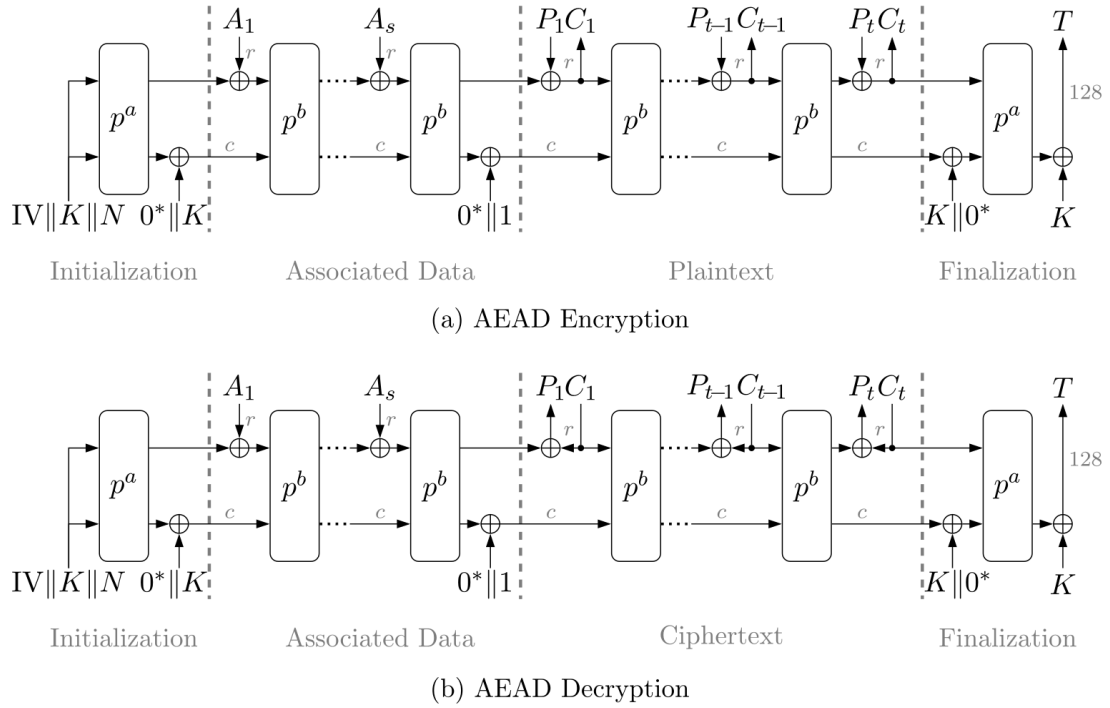 A₁ Aₛ P₁C₁ Pₜ₋₁Cₜ₋₁ PₜCₜ T
r r r r r
pᵃ pᵇ pᵇ pᵇ pᵇ pᵃ 128
c c c c c
IV∥K∥N 0*∥K 0*∥1 K∥0* K
Initialization Associated Data Plaintext Finalization
(a) AEAD Encryption
A₁ Aₛ P₁C₁ Pₜ₋₁Cₜ₋₁ PₜCₜ T
r r r r r
pᵃ pᵇ pᵇ pᵇ pᵇ pᵃ 128
c c c c c
IV∥K∥N 0*∥K 0*∥1 K∥0* K
Initialization Associated Data Ciphertext Finalization
(b) AEAD Decryption